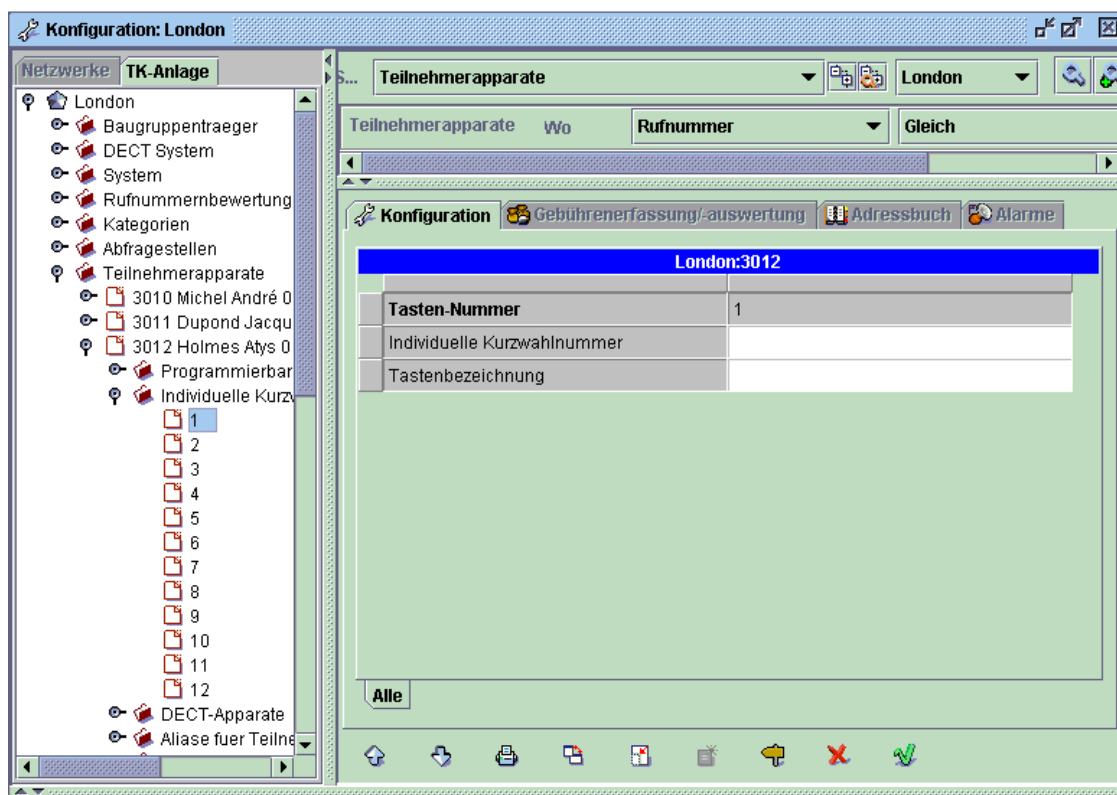 Konfiguration: London
Netzwerke TK-Anlage
London
Baugruppentraeger
DECT System
System
Rufnummernbewertung
Kategorien
Abfragestellen
Teilnehmerapparate
3010 Michel André 0
3011 Dupond Jacqu
3012 Holmes Atys 0
Programmierbar
Individuelle Kurzw
1
2
3
4
5
6
7
8
9
10
11
12
DECT-Apparate
Aliase fuer Teilne
S... Teilnehmerapparate London
Teilnehmerapparate Wo Rufnummer Gleich
Konfiguration Gebührenerfassung/-auswertung Adressbuch Alarme
London:3012
Tasten-Nummer 1
Individuelle Kurzwahlnummer
Tastenbezeichnung
Alle